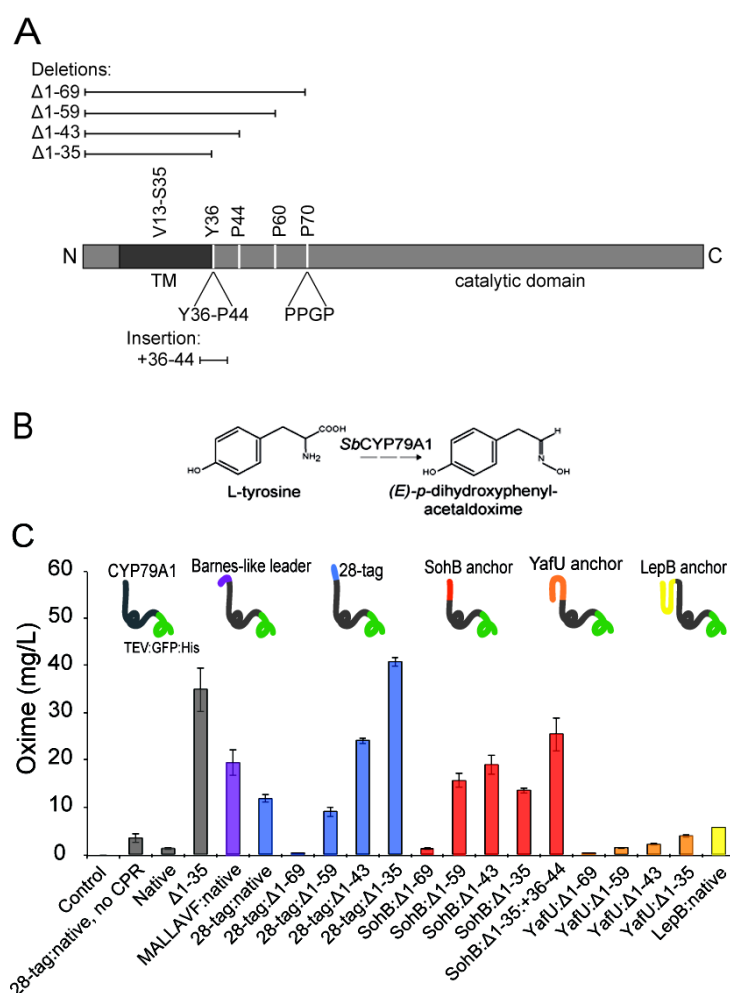 A
Deletions:
Δ1-69
Δ1-59
Δ1-43
Δ1-35
V13-S35
Y36
P44
P60
P70
N
C
TM
catalytic domain
Y36-P44
PPGP
Insertion:
+36-44
B
COOH
NH2
HO
L-tyrosine
SbCYP79A1
H
N
OH
HO
(E)-p-dihydroxyphenyl-
acetaldoxime
C
CYP79A1
Barnes-like leader
28-tag
SohB anchor
YafU anchor
LepB anchor
TEV:GFP:His
Oxime (mg/L)
60
50
40
30
20
10
0
Control
28-tag:native, no CPR
Native
Δ1-35
MALLAVF:native
28-tag:native
28-tag:Δ1-69
28-tag:Δ1-59
28-tag:Δ1-43
28-tag:Δ1-35
SohB:Δ1-69
SohB:Δ1-59
SohB:Δ1-43
SohB:Δ1-35
SohB:Δ1-35:+36-44
YafU:Δ1-69
YafU:Δ1-59
YafU:Δ1-43
YafU:Δ1-35
LepB:native